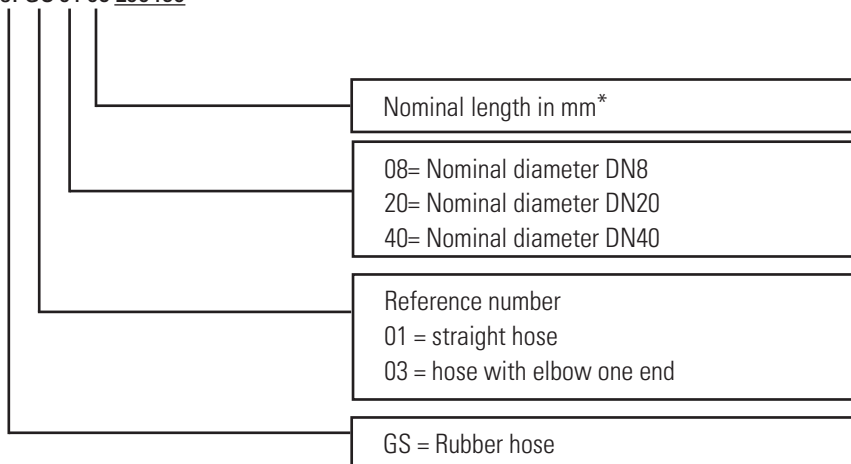 Nominal length in mm*
08= Nominal diameter DN8
20= Nominal diameter DN20
40= Nominal diameter DN40
Reference number
01 = straight hose
03 = hose with elbow one end
GS = Rubber hose